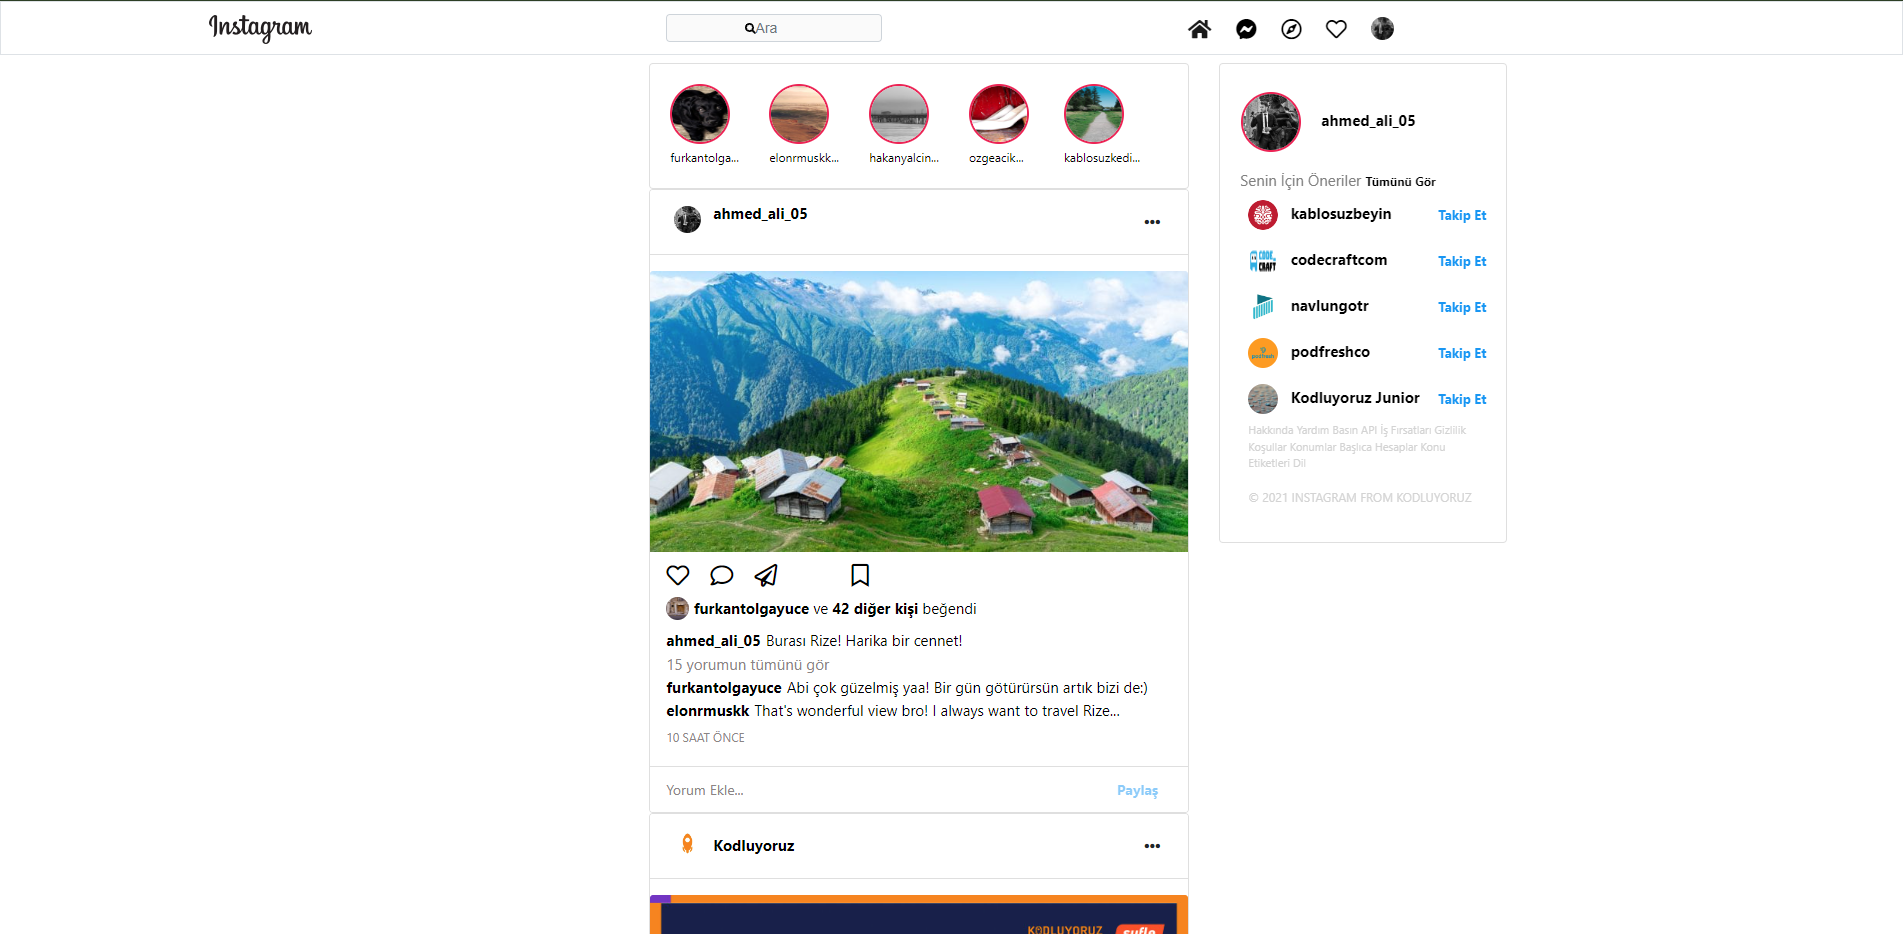 Instagram
Ara
furkantolga...
elonrmuskk...
hakanyalcin...
ozgeacik...
kablosuzkedi...
ahmed_ali_05
furkantolgayuce ve 42 diğer kişi beğendi
ahmed_ali_05 Burası Rize! Harika bir cennet!
15 yorumun tümünü gör
furkantolgayuce Abi çok güzelmiş yaa! Bir gün götürürsün artık bizi de:)
elonrmuskk That's wonderful view bro! I always want to travel Rize...
10 SAAT ÖNCE
Yorum Ekle... Paylaş
Kodluyoruz
KODLUYORUZ
ahmed_ali_05
Senin İçin Öneriler Tümünü Gör
kablosuzbeyin Takip Et
CODE
CRAFT
codecraftcom Takip Et
navlungotr Takip Et
podfresh
podfreshco Takip Et
Kodluyoruz Junior Takip Et
Hakkında Yardım Basın API İş Fırsatları Gizlilik
Koşullar Konumlar Başlıca Hesaplar Konu
Etiketleri Dil
© 2021 INSTAGRAM FROM KODLUYORUZ